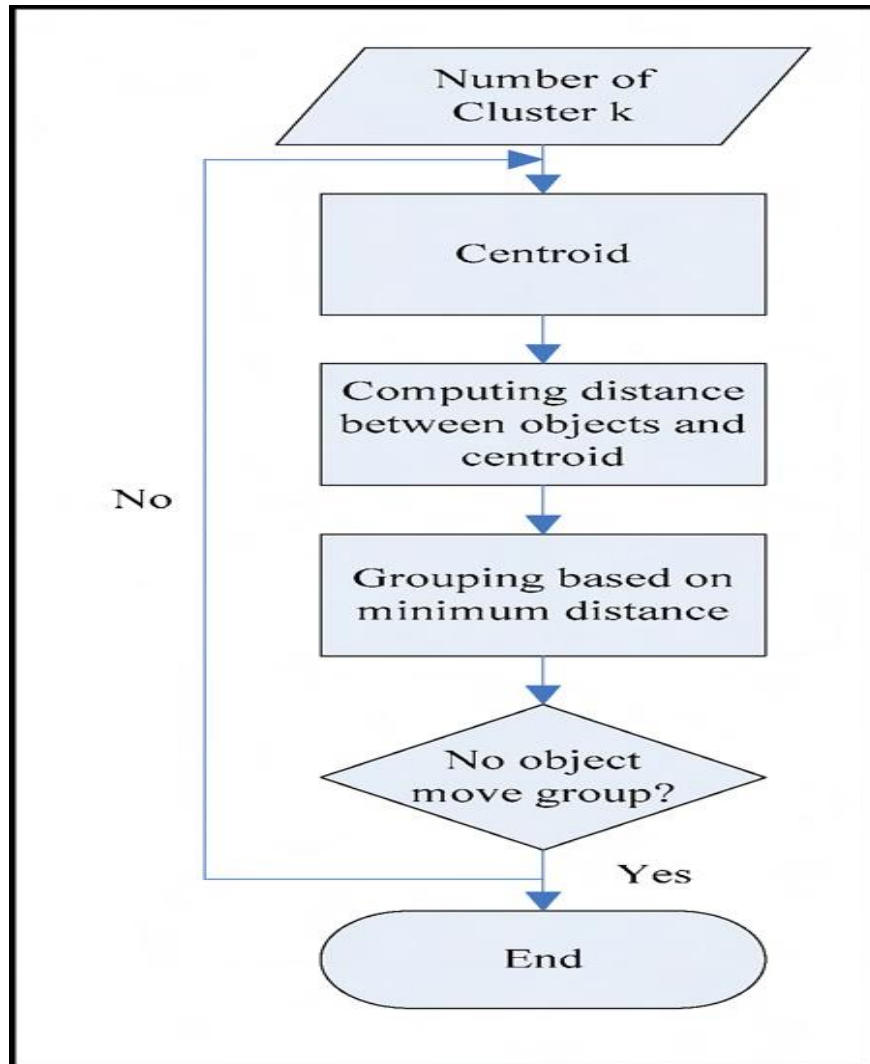 Number of
Cluster k
Centroid
Computing distance
between objects and
centroid
No
Grouping based on
minimum distance
No object
move group?
Yes
End